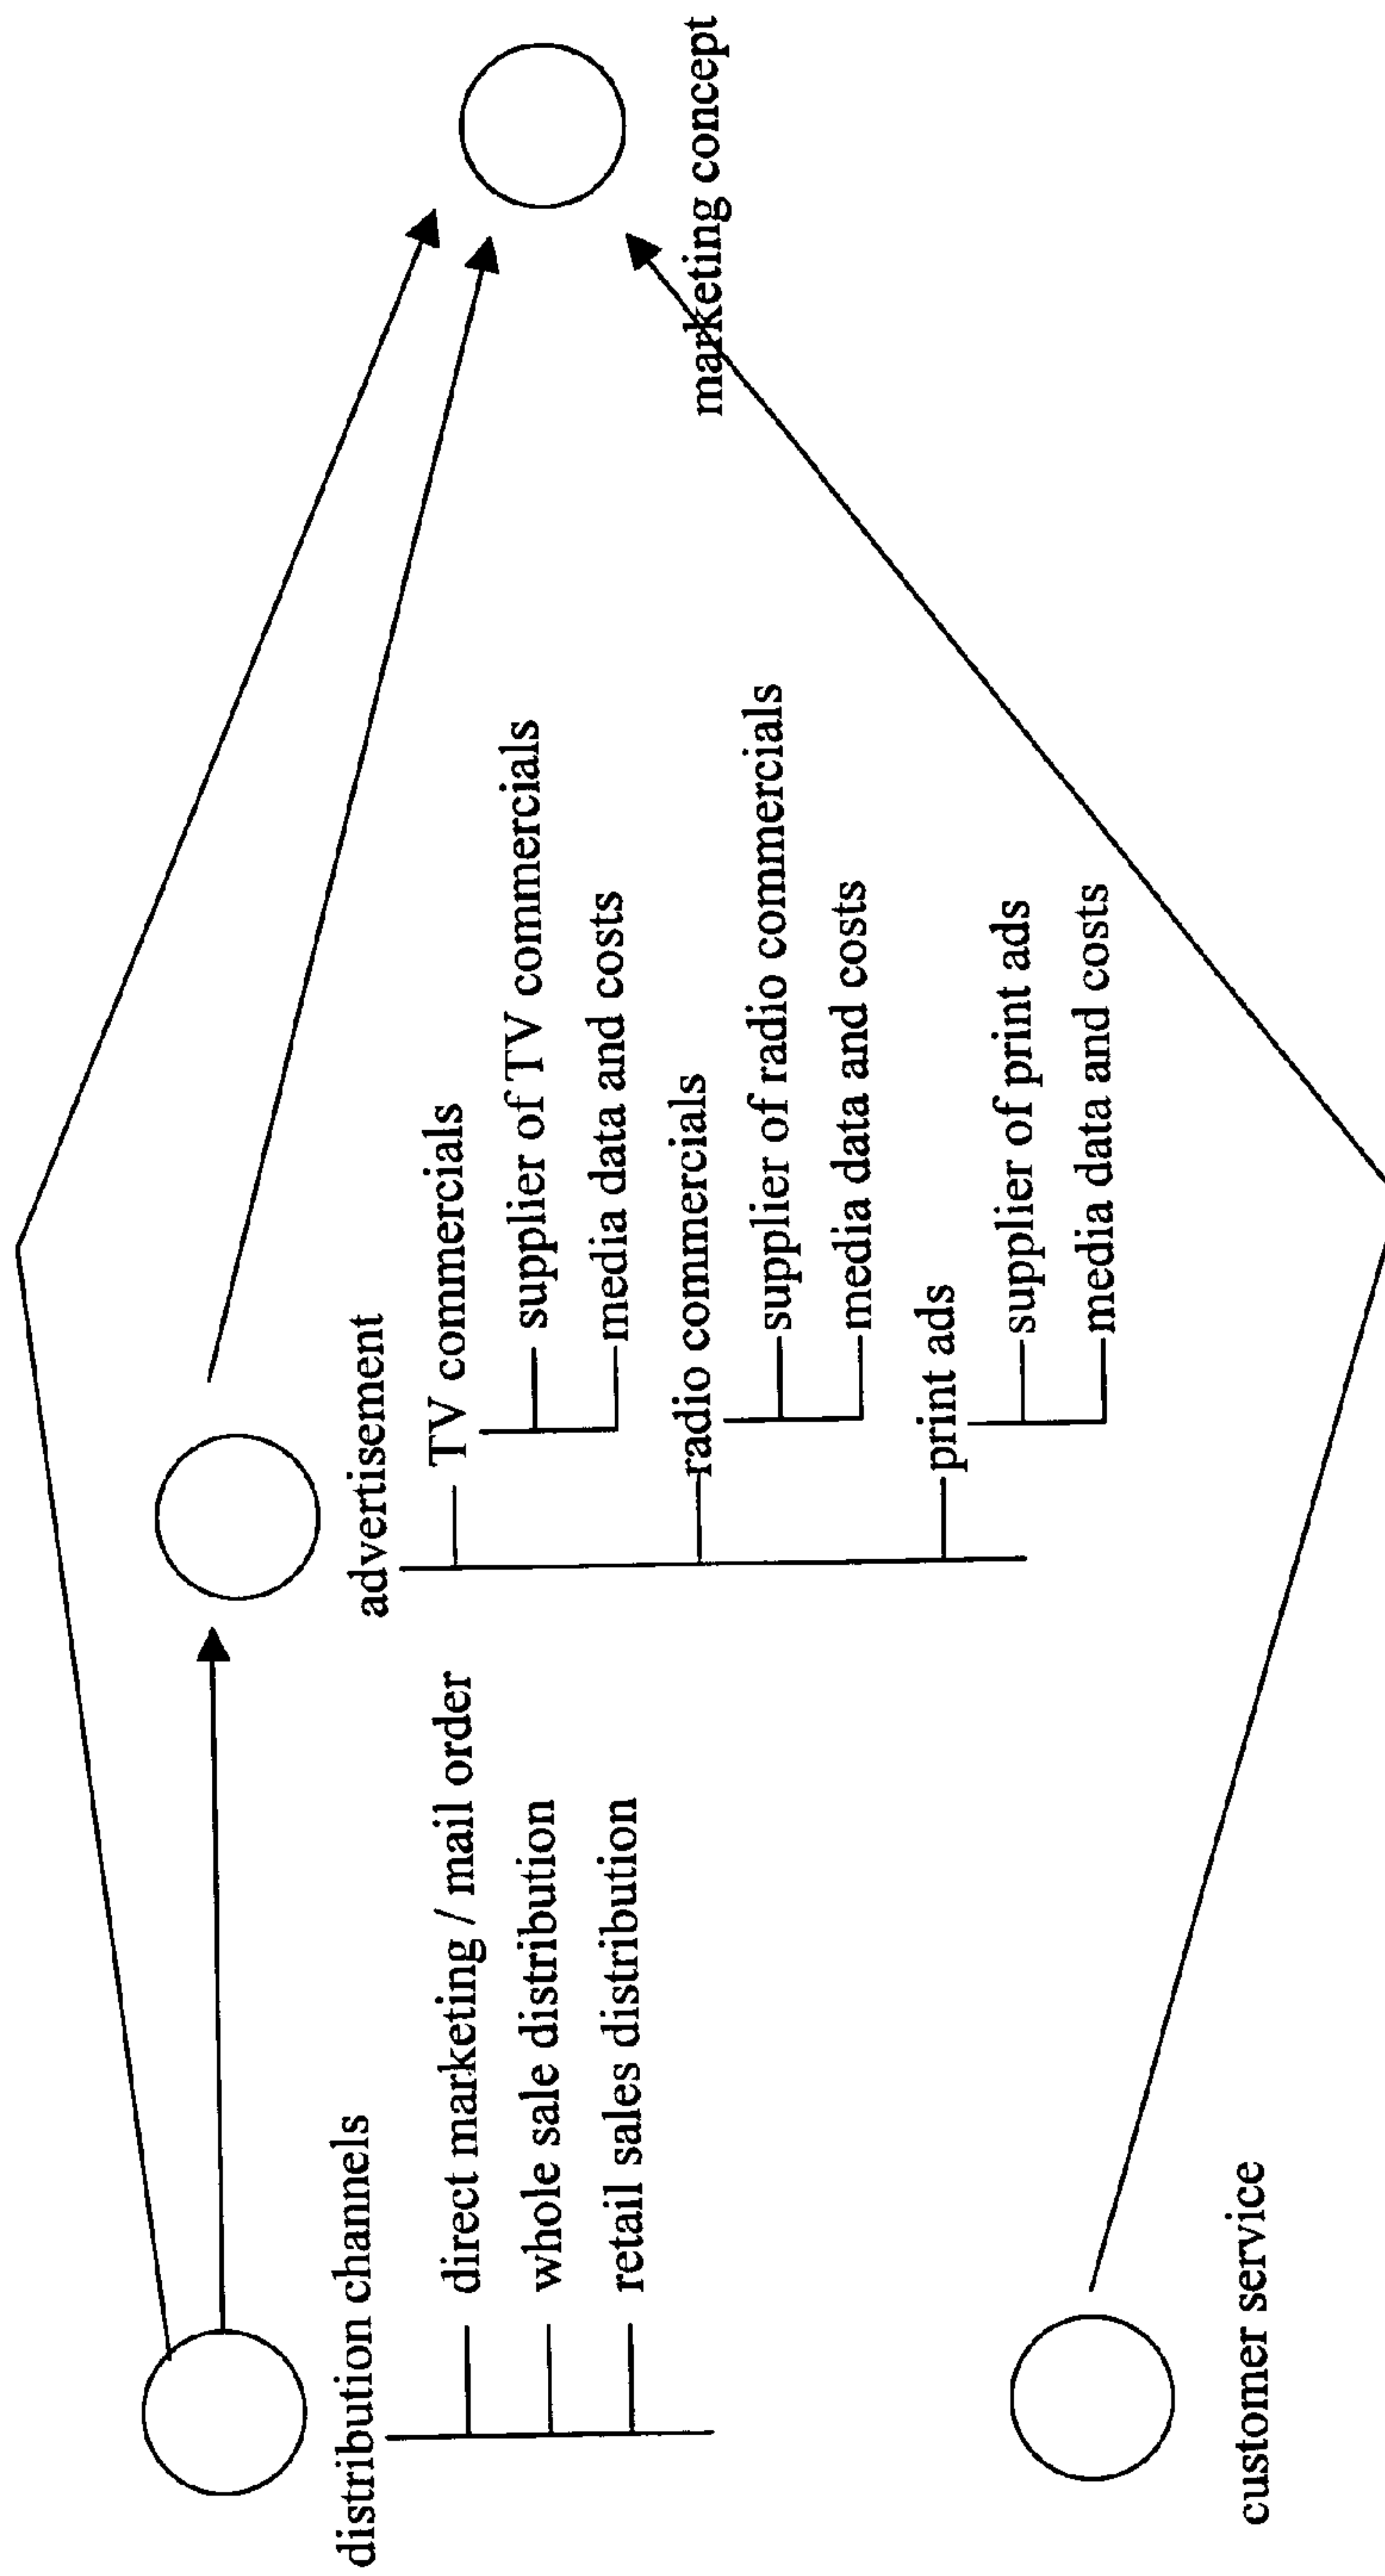 distribution channels
direct marketing / mail order
whole sale distribution
retail sales distribution
advertisement
TV commercials
supplier of TV commercials
media data and costs
radio commercials
supplier of radio commercials
media data and costs
print ads
supplier of print ads
media data and costs
marketing concept
customer service